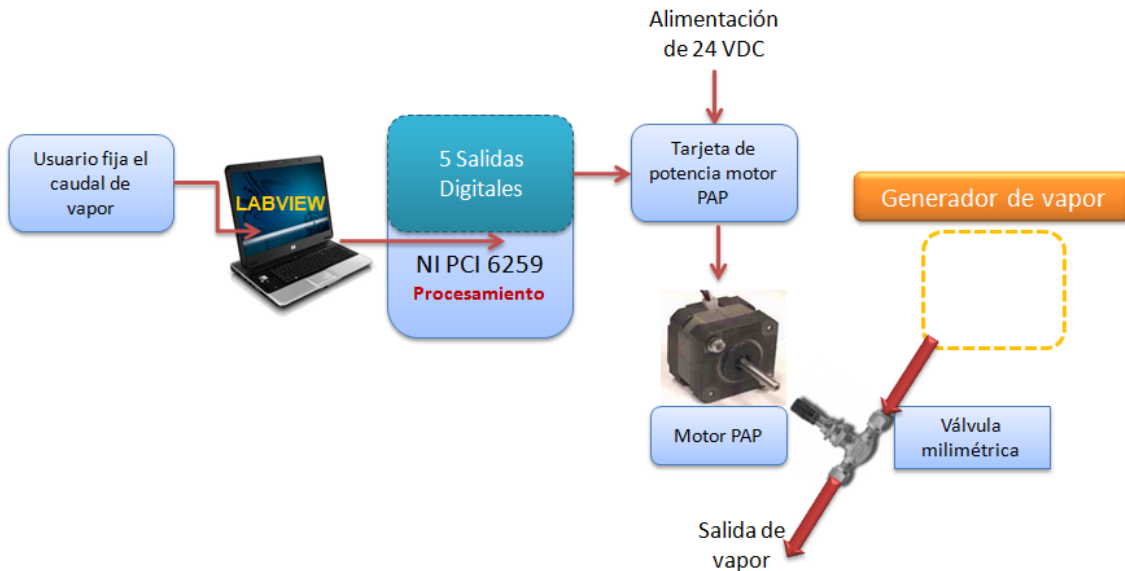 Alimentación
de 24 VDC
Usuario fija el
caudal de
vapor
LABVIEW
5 Salidas
Digitales
NI PCI 6259
Procesamiento
Tarjeta de
potencia motor
PAP
Generador de vapor
Motor PAP
Válvula
milimétrica
Salida de
vapor